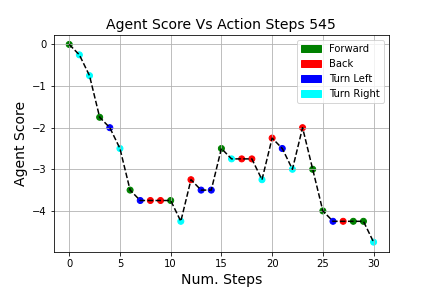 Agent Score Vs Action Steps 545
Forward
Back
Turn Left
Turn Right
Agent Score
0
−1
−2
−3
−4
0 5 10 15 20 25 30
Num. Steps